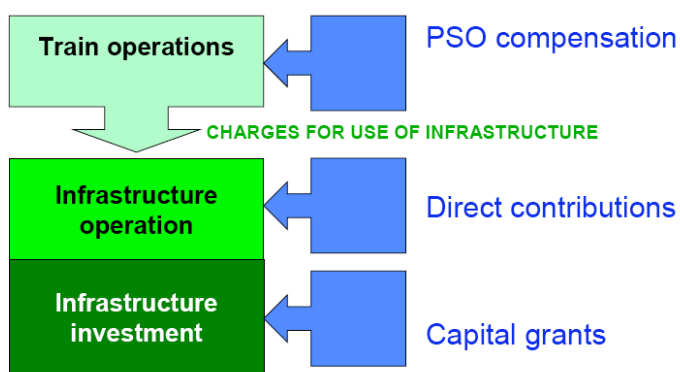 Train operations
PSO compensation
CHARGES FOR USE OF INFRASTRUCTURE
Infrastructure
operation
Direct contributions
Infrastructure
investment
Capital grants